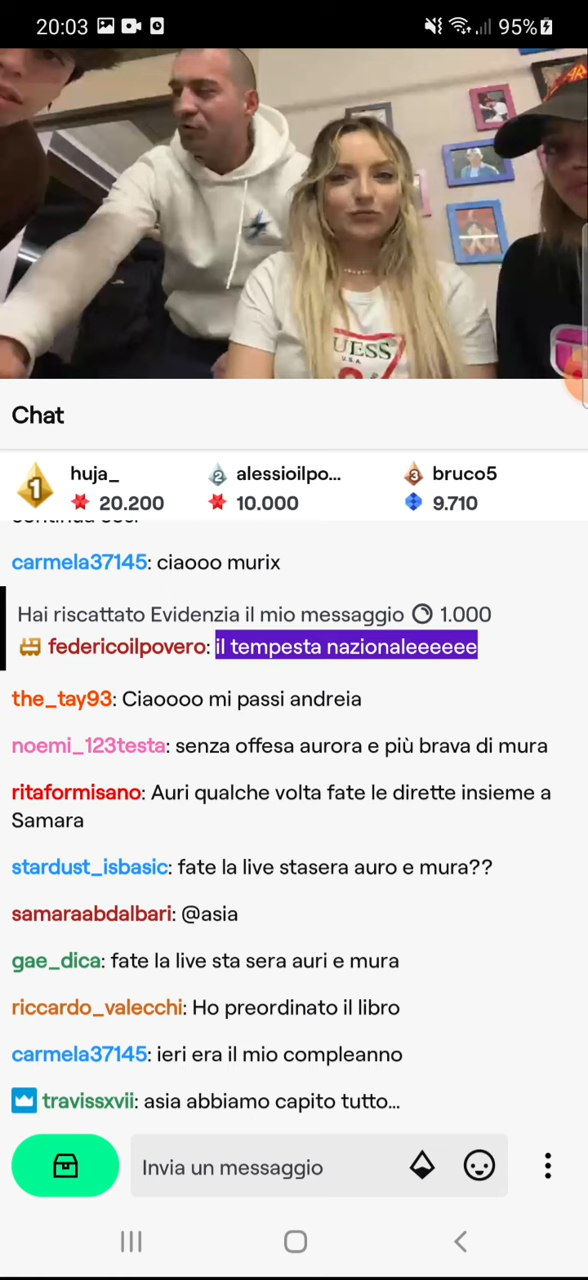 20:03
95%
UESS
U.S.A.
Chat
1 huja_ 2 alessioilpo... 3 bruco5
20.200 10.000 9.710
carmela37145: ciaooo murix
Hai riscattato Evidenzia il mio messaggio 1.000
federicoilpovero: il tempesta nazionaleeeeee
the_tay93: Ciaoooo mi passi andreia
noemi_123testa: senza offesa aurora e più brava di mura
ritaformisano: Auri qualche volta fate le dirette insieme a
Samara
stardust_isbasic: fate la live stasera auro e mura??
samaraabdalbari: @asia
gae_dica: fate la live sta sera auri e mura
riccardo_valecchi: Ho preordinato il libro
carmela37145: ieri era il mio compleanno
travissxvii: asia abbiamo capito tutto...
Invia un messaggio